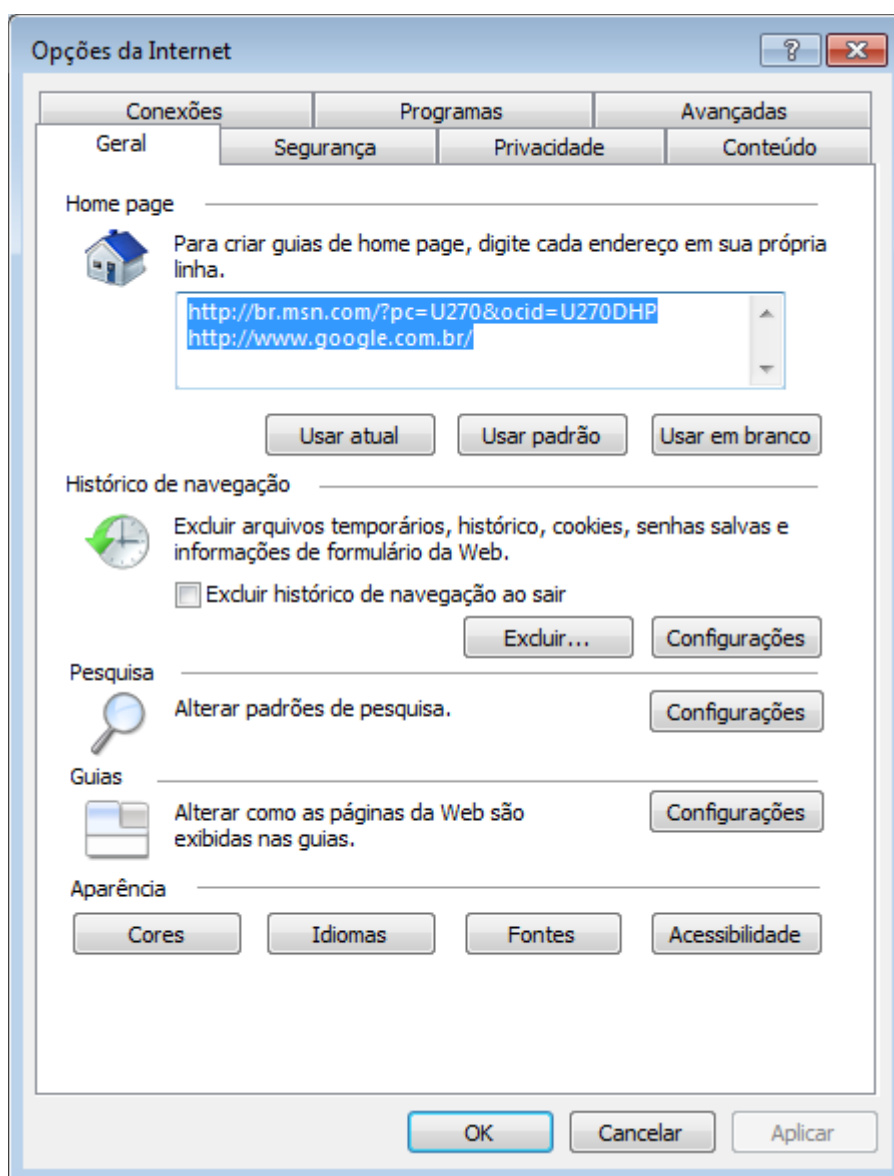 Opções da Internet
?
Conexões Programas Avançadas
Geral Segurança Privacidade Conteúdo
Home page
Para criar guias de home page, digite cada endereço em sua própria
linha.
http://br.msn.com/?pc=U270&ocid=U270DHP
http://www.google.com.br/
Usar atual Usar padrão Usar em branco
Histórico de navegação
Excluir arquivos temporários, histórico, cookies, senhas salvas e
informações de formulário da Web.
Excluir histórico de navegação ao sair
Excluir... Configurações
Pesquisa
Alterar padrões de pesquisa. Configurações
Guias
Alterar como as páginas da Web são
exibidas nas guias.
Configurações
Aparência
Cores Idiomas Fontes Acessibilidade
OK Cancelar Aplicar